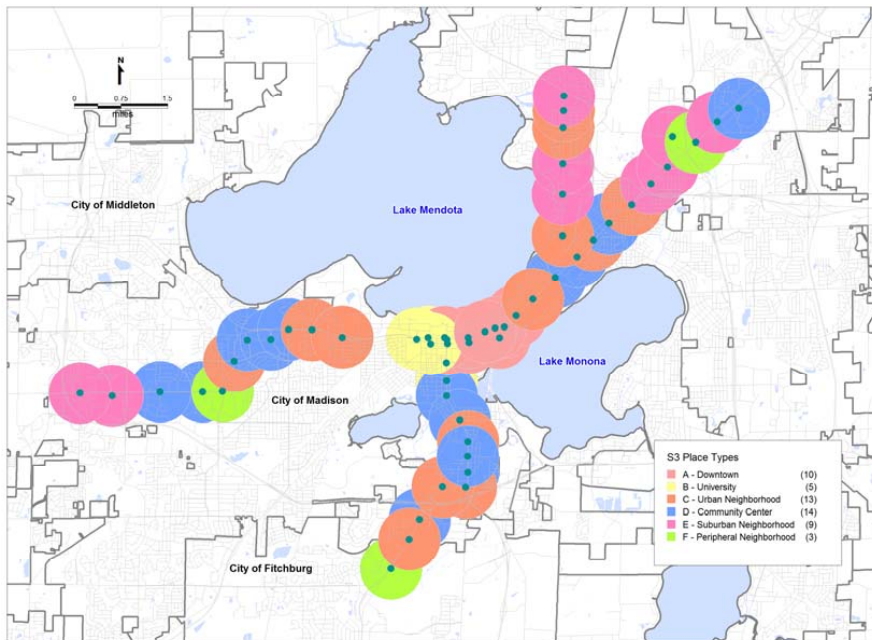 N
0 0.75 1.5
miles
City of Middleton
Lake Mendota
Lake Monona
City of Madison
City of Fitchburg
S3 Place Types
A - Downtown (10)
B - University (5)
C - Urban Neighborhood (13)
D - Community Center (14)
E - Suburban Neighborhood (9)
F - Peripheral Neighborhood (3)